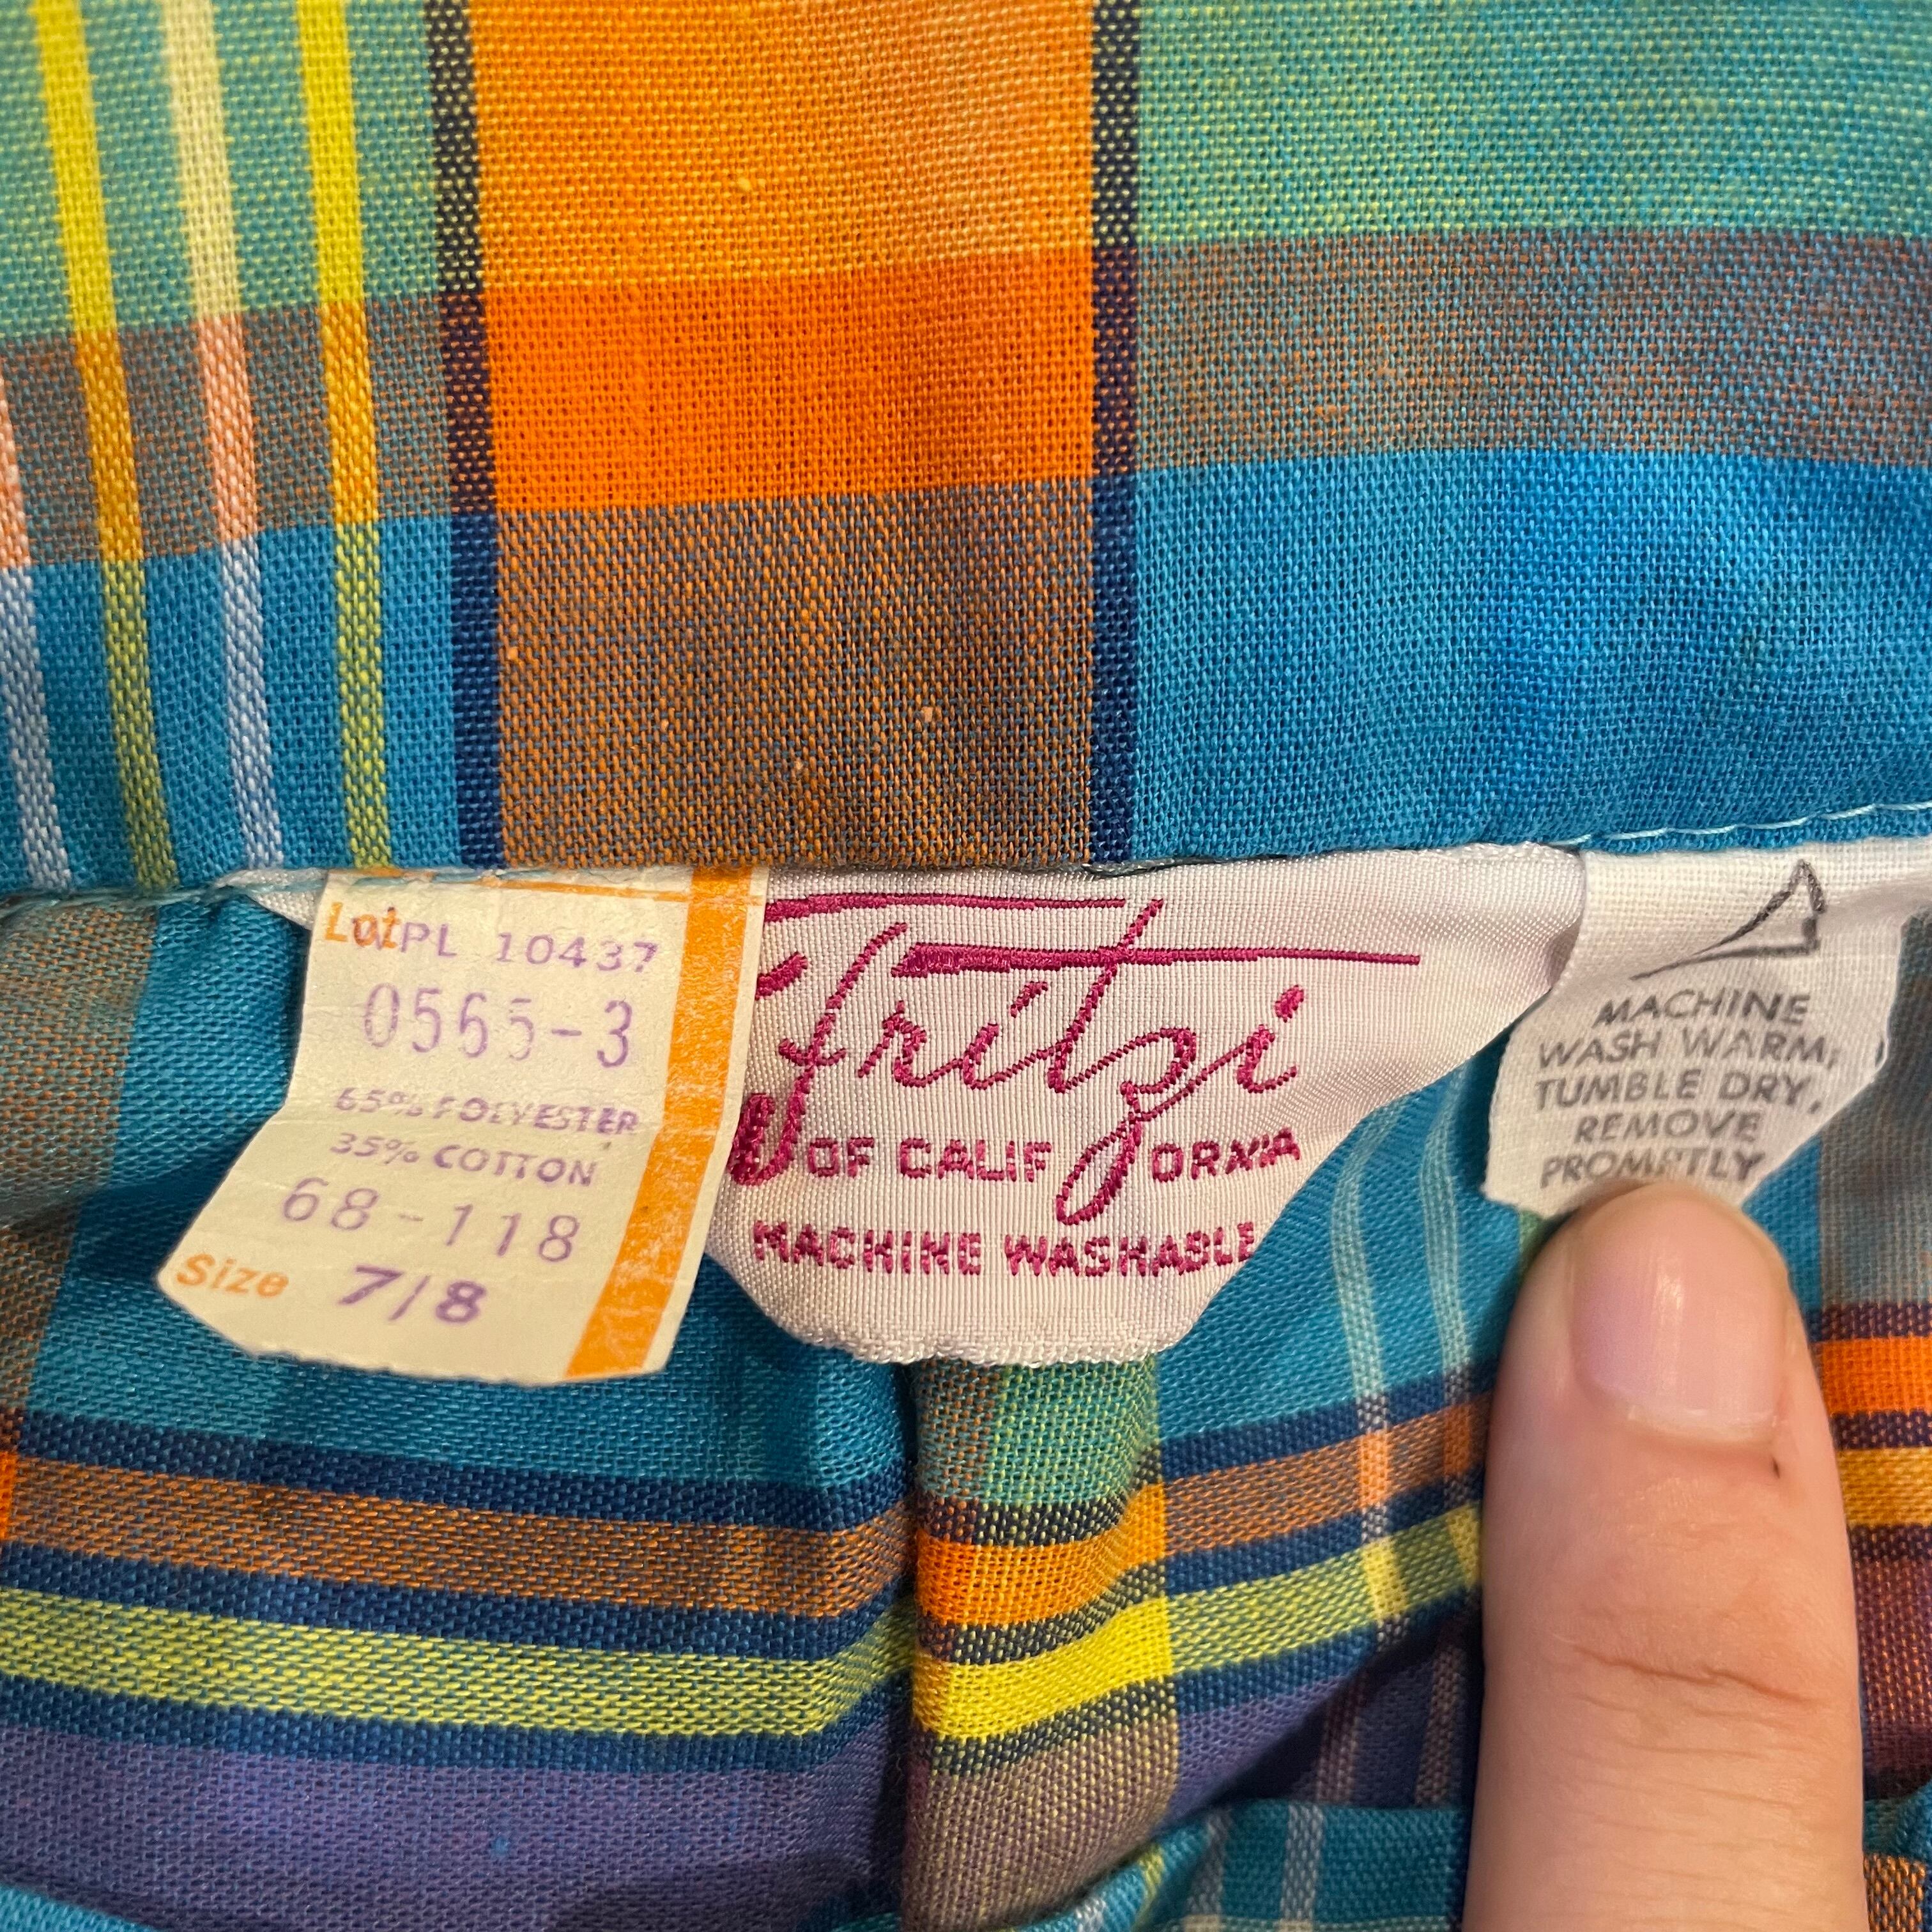 Lot WPL 10437
0565-3
65% POLYESTER
35% COTTON
68-118
Size 7/8
Fritzi
OF CALIFORNIA
MACHINE WASHABLE
MACHINE
WASH WARM,
TUMBLE DRY,
REMOVE
PROMPTLY